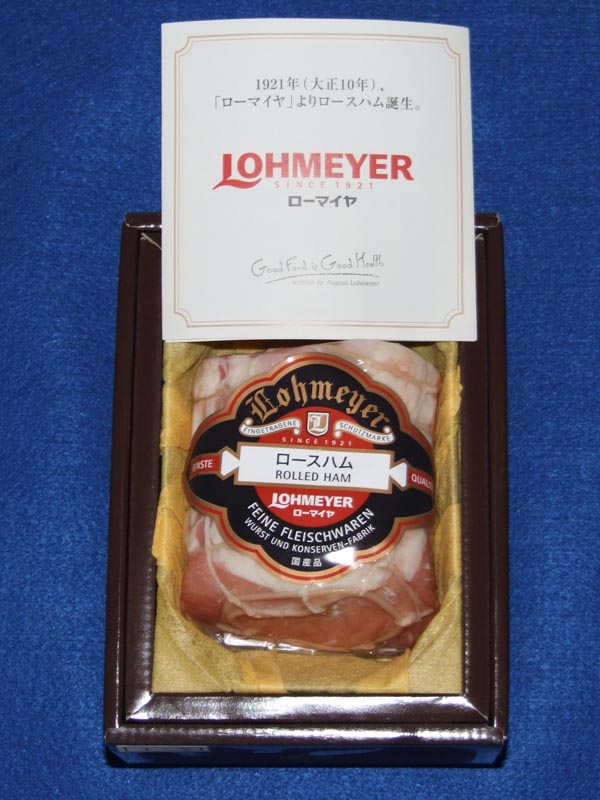 1921年(大正10年)、
「ローマイヤ」よりロースハム誕生。
LOHMEYER
SINCE 1921
ローマイヤ
Good Food is Good Health
written by August Lohmeyer
Lohmeyer
EINGETRAGENE SCHUTZMARKE
L
SINCE 1921
ロースハム
ROLLED HAM
LOHMEYER
ローマイヤ
FEINE FLEISCHWAREN
WURST UND KONSERVEN-FABRIK
国産品